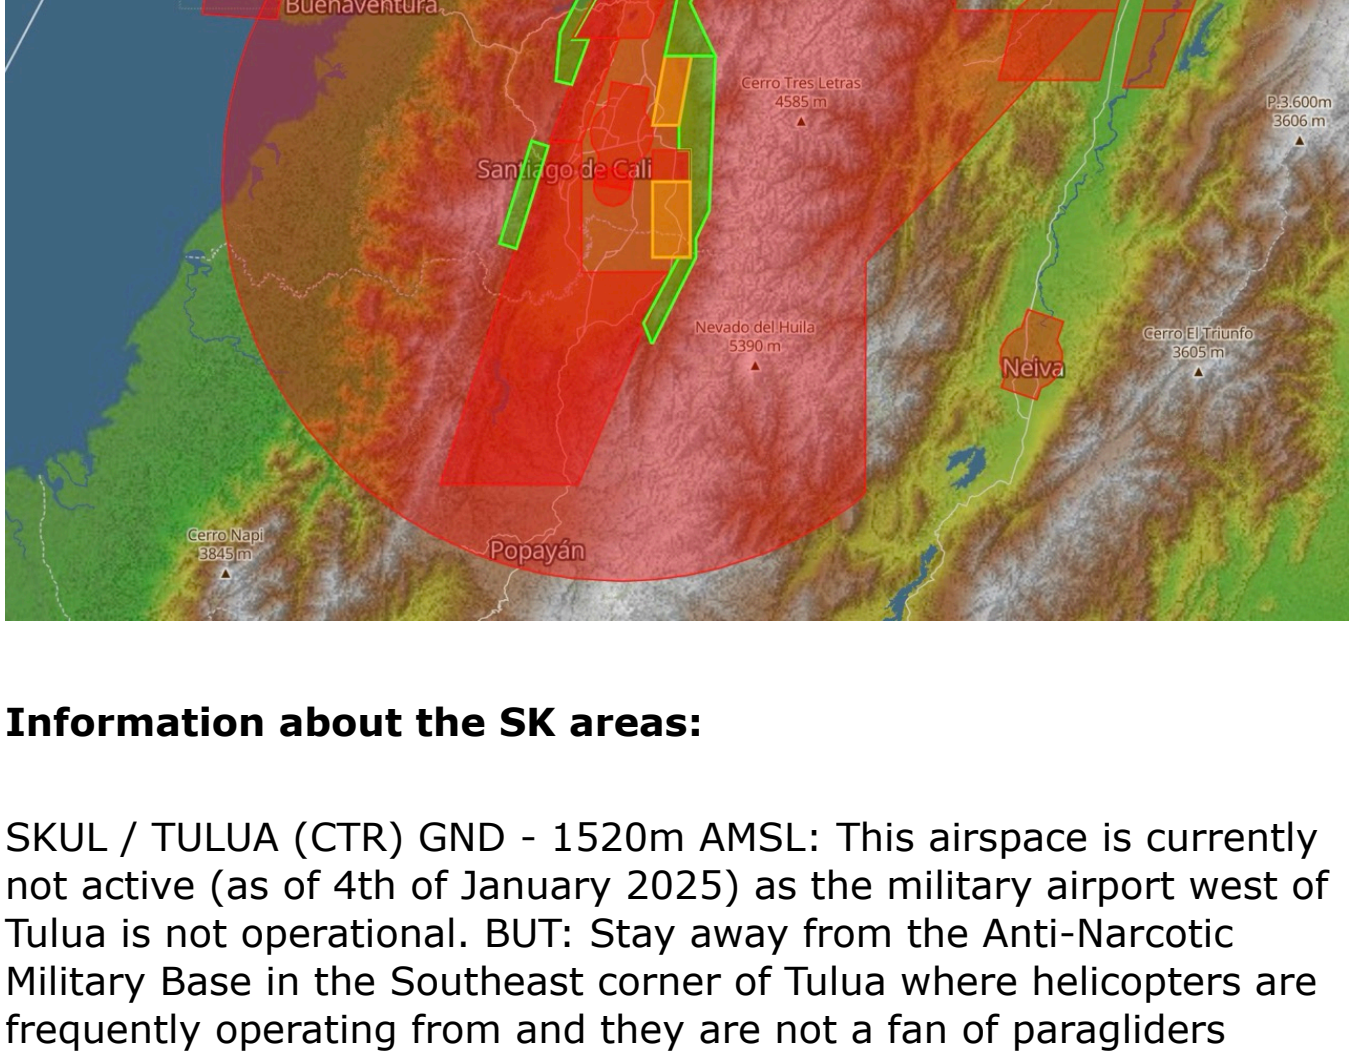 Buenaventura
Cerro Tres Letras
4585 m
P.3.600m
3606 m
Santiago de Cali
Nevado del Huila
5390 m
Cerro El Triunfo
3605 m
Neiva
Cerro Napi
3845 m
Popayán
Information about the SK areas:
SKUL / TULUA (CTR) GND - 1520m AMSL: This airspace is currently
not active (as of 4th of January 2025) as the military airport west of
Tulua is not operational. BUT: Stay away from the Anti-Narcotic
Military Base in the Southeast corner of Tulua where helicopters are
frequently operating from and they are not a fan of paragliders